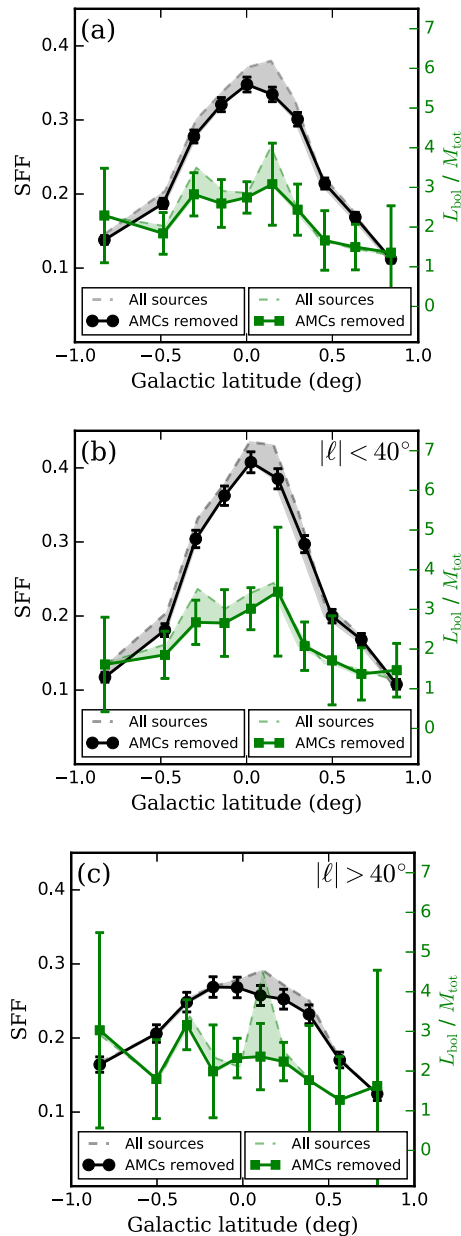 (a)
0.4
0.3
0.2
0.1
SFF
6
5
4
3
2
1
0
L_bol / M_tot
All sources
AMCs removed
All sources
AMCs removed
−1.0 −0.5 0.0 0.5 1.0
Galactic latitude (deg)
(b)
|ℓ| < 40°
0.4
0.3
0.2
0.1
SFF
7
6
5
4
3
2
1
0
L_bol / M_tot
All sources
AMCs removed
All sources
AMCs removed
−1.0 −0.5 0.0 0.5 1.0
Galactic latitude (deg)
(c)
|ℓ| > 40°
0.4
0.3
0.2
0.1
SFF
7
6
5
4
3
2
1
0
L_bol / M_tot
All sources
AMCs removed
All sources
AMCs removed
−1.0 −0.5 0.0 0.5 1.0
Galactic latitude (deg)